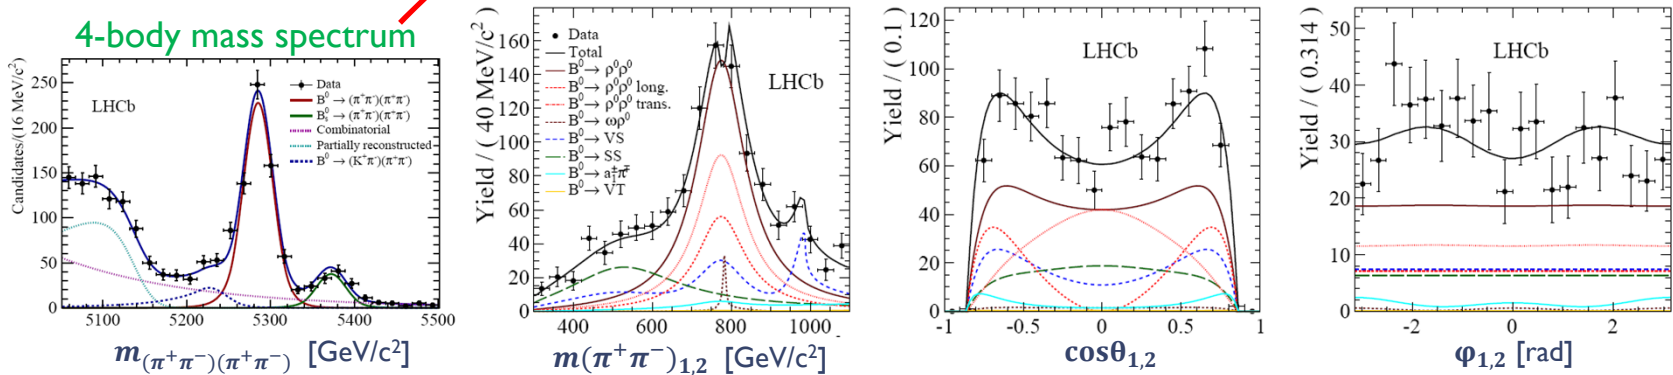 4-body mass spectrum
Candidates/(16 MeV/c²)
250
200
150
100
50
0
LHCb
Data
B⁰→ (π⁺π⁻)(π⁺π⁻)
B⁰ₛ→ (π⁺π⁻)(π⁺π⁻)
Combinatorial
Partially reconstructed
B⁰→ (K⁺π⁻)(π⁺π⁻)
5100 5200 5300 5400 5500
m(π⁺π⁻)(π⁺π⁻) [GeV/c²]
Yield / ( 40 MeV/c² )
160
140
120
100
80
60
40
20
0
Data
Total
B⁰→ ρ⁰ρ⁰
B⁰→ ρ⁰ρ⁰ long.
B⁰→ ρ⁰ρ⁰ trans.
B⁰→ ωρ⁰
B⁰→ VS
B⁰→ SS
B⁰→ a₁±π∓
B⁰→ VT
LHCb
400 600 800 1000
m(π⁺π⁻)₁,₂ [GeV/c²]
Yield / ( 0.1 )
120
100
80
60
40
20
0
LHCb
-1 -0.5 0 0.5 1
cosθ₁,₂
Yield / ( 0.314 )
50
40
30
20
10
0
LHCb
-2 0 2
φ₁,₂ [rad]